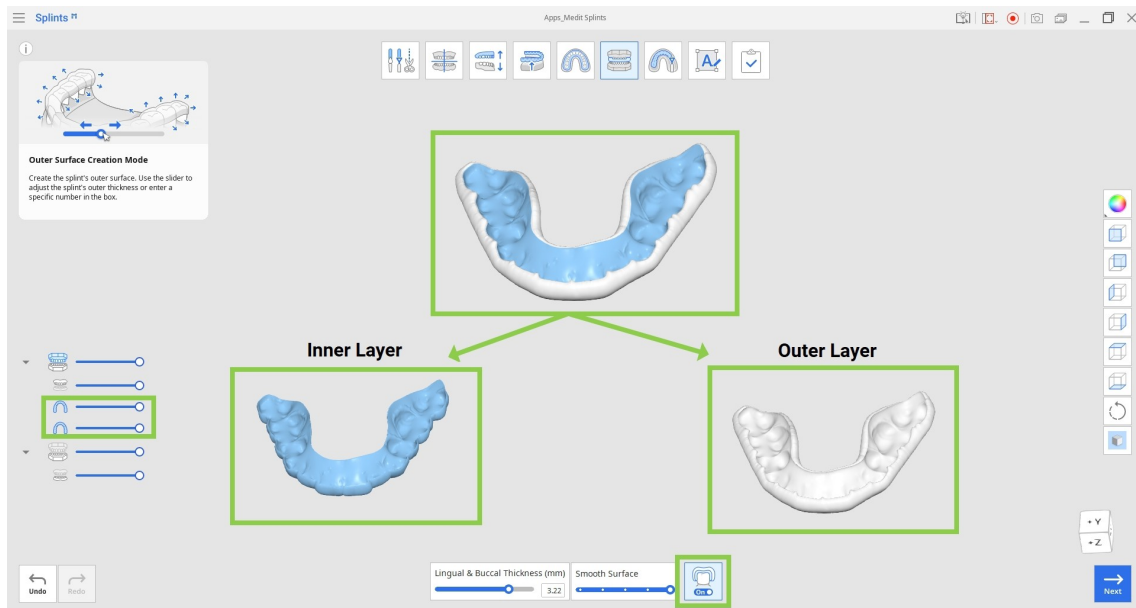 Splints
Apps_Medit Splints
Outer Surface Creation Mode
Create the splint's outer surface. Use the slider to
adjust the splint's outer thickness or enter a
specific number in the box.
Inner Layer
Outer Layer
+Y
+Z
Lingual & Buccal Thickness (mm)
3.22
Smooth Surface
On
Undo
Redo
Next